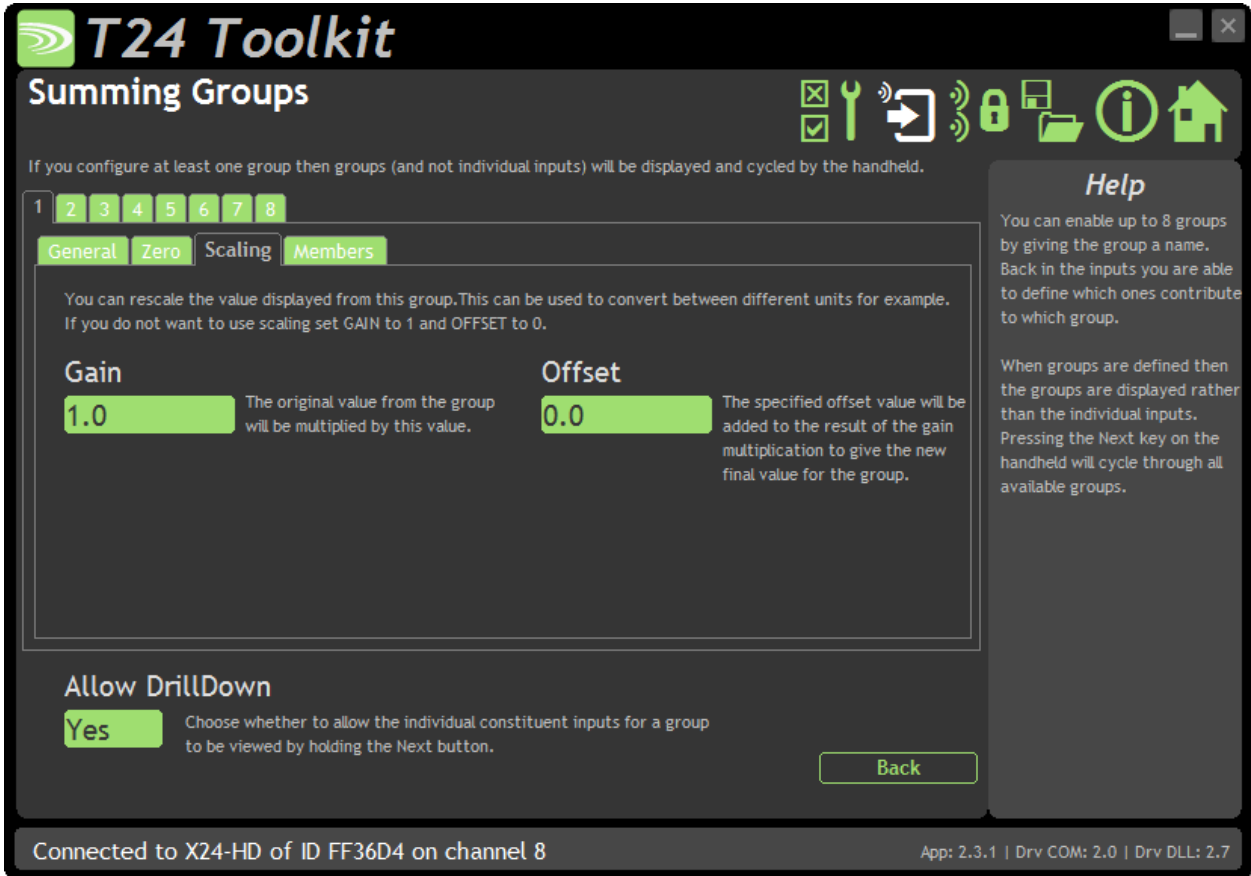 T24 Toolkit
Summing Groups
If you configure at least one group then groups (and not individual inputs) will be displayed and cycled by the handheld.
1 2 3 4 5 6 7 8
General Zero Scaling Members
You can rescale the value displayed from this group.This can be used to convert between different units for example.
If you do not want to use scaling set GAIN to 1 and OFFSET to 0.
Gain
1.0
The original value from the group
will be multiplied by this value.
Offset
0.0
The specified offset value will be
added to the result of the gain
multiplication to give the new
final value for the group.
Allow DrillDown
Yes
Choose whether to allow the individual constituent inputs for a group
to be viewed by holding the Next button.
Back
Help
You can enable up to 8 groups
by giving the group a name.
Back in the inputs you are able
to define which ones contribute
to which group.
When groups are defined then
the groups are displayed rather
than the individual inputs.
Pressing the Next key on the
handheld will cycle through all
available groups.
Connected to X24-HD of ID FF36D4 on channel 8
App: 2.3.1 | Drv COM: 2.0 | Drv DLL: 2.7